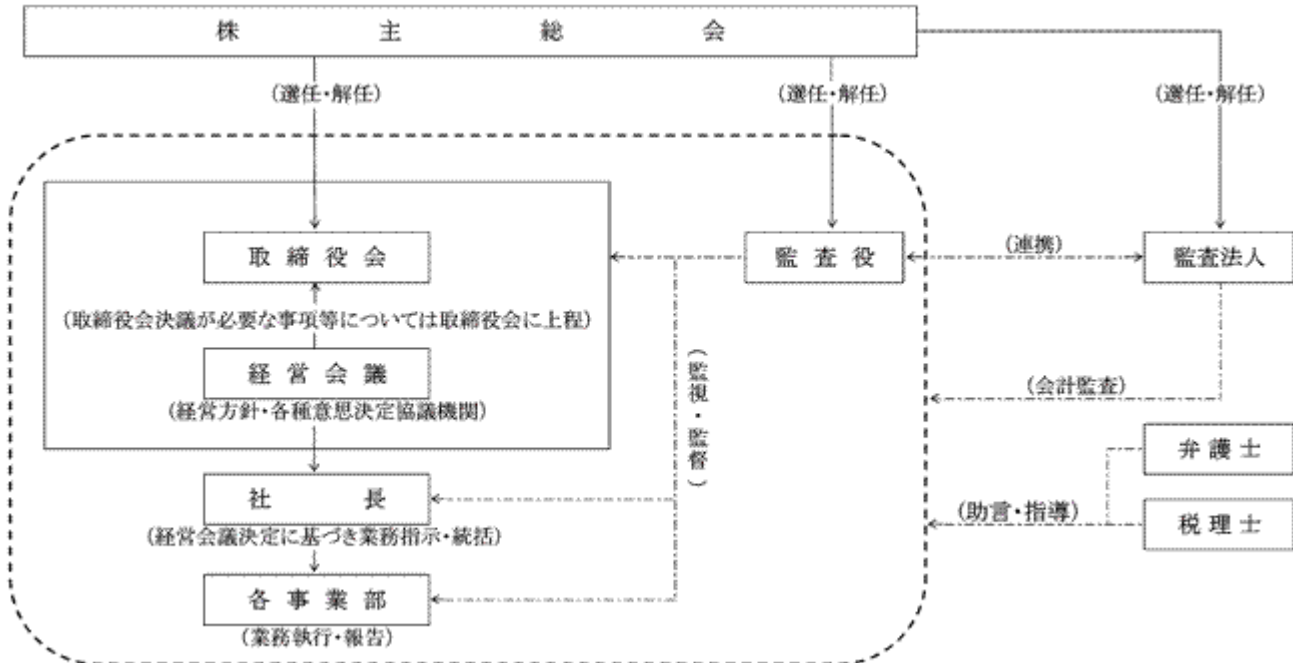 株主総会
(選任・解任)
(選任・解任)
(選任・解任)
取締役会
監査役
(連携)
監査法人
(取締役会決議が必要な事項等については取締役会に上程)
経営会議
(経営方針・各種意思決定協議機関)
(監視・監督)
(会計監査)
弁護士
社長
(助言・指導)
税理士
(経営会議決定に基づき業務指示・統括)
各事業部
(業務執行・報告)